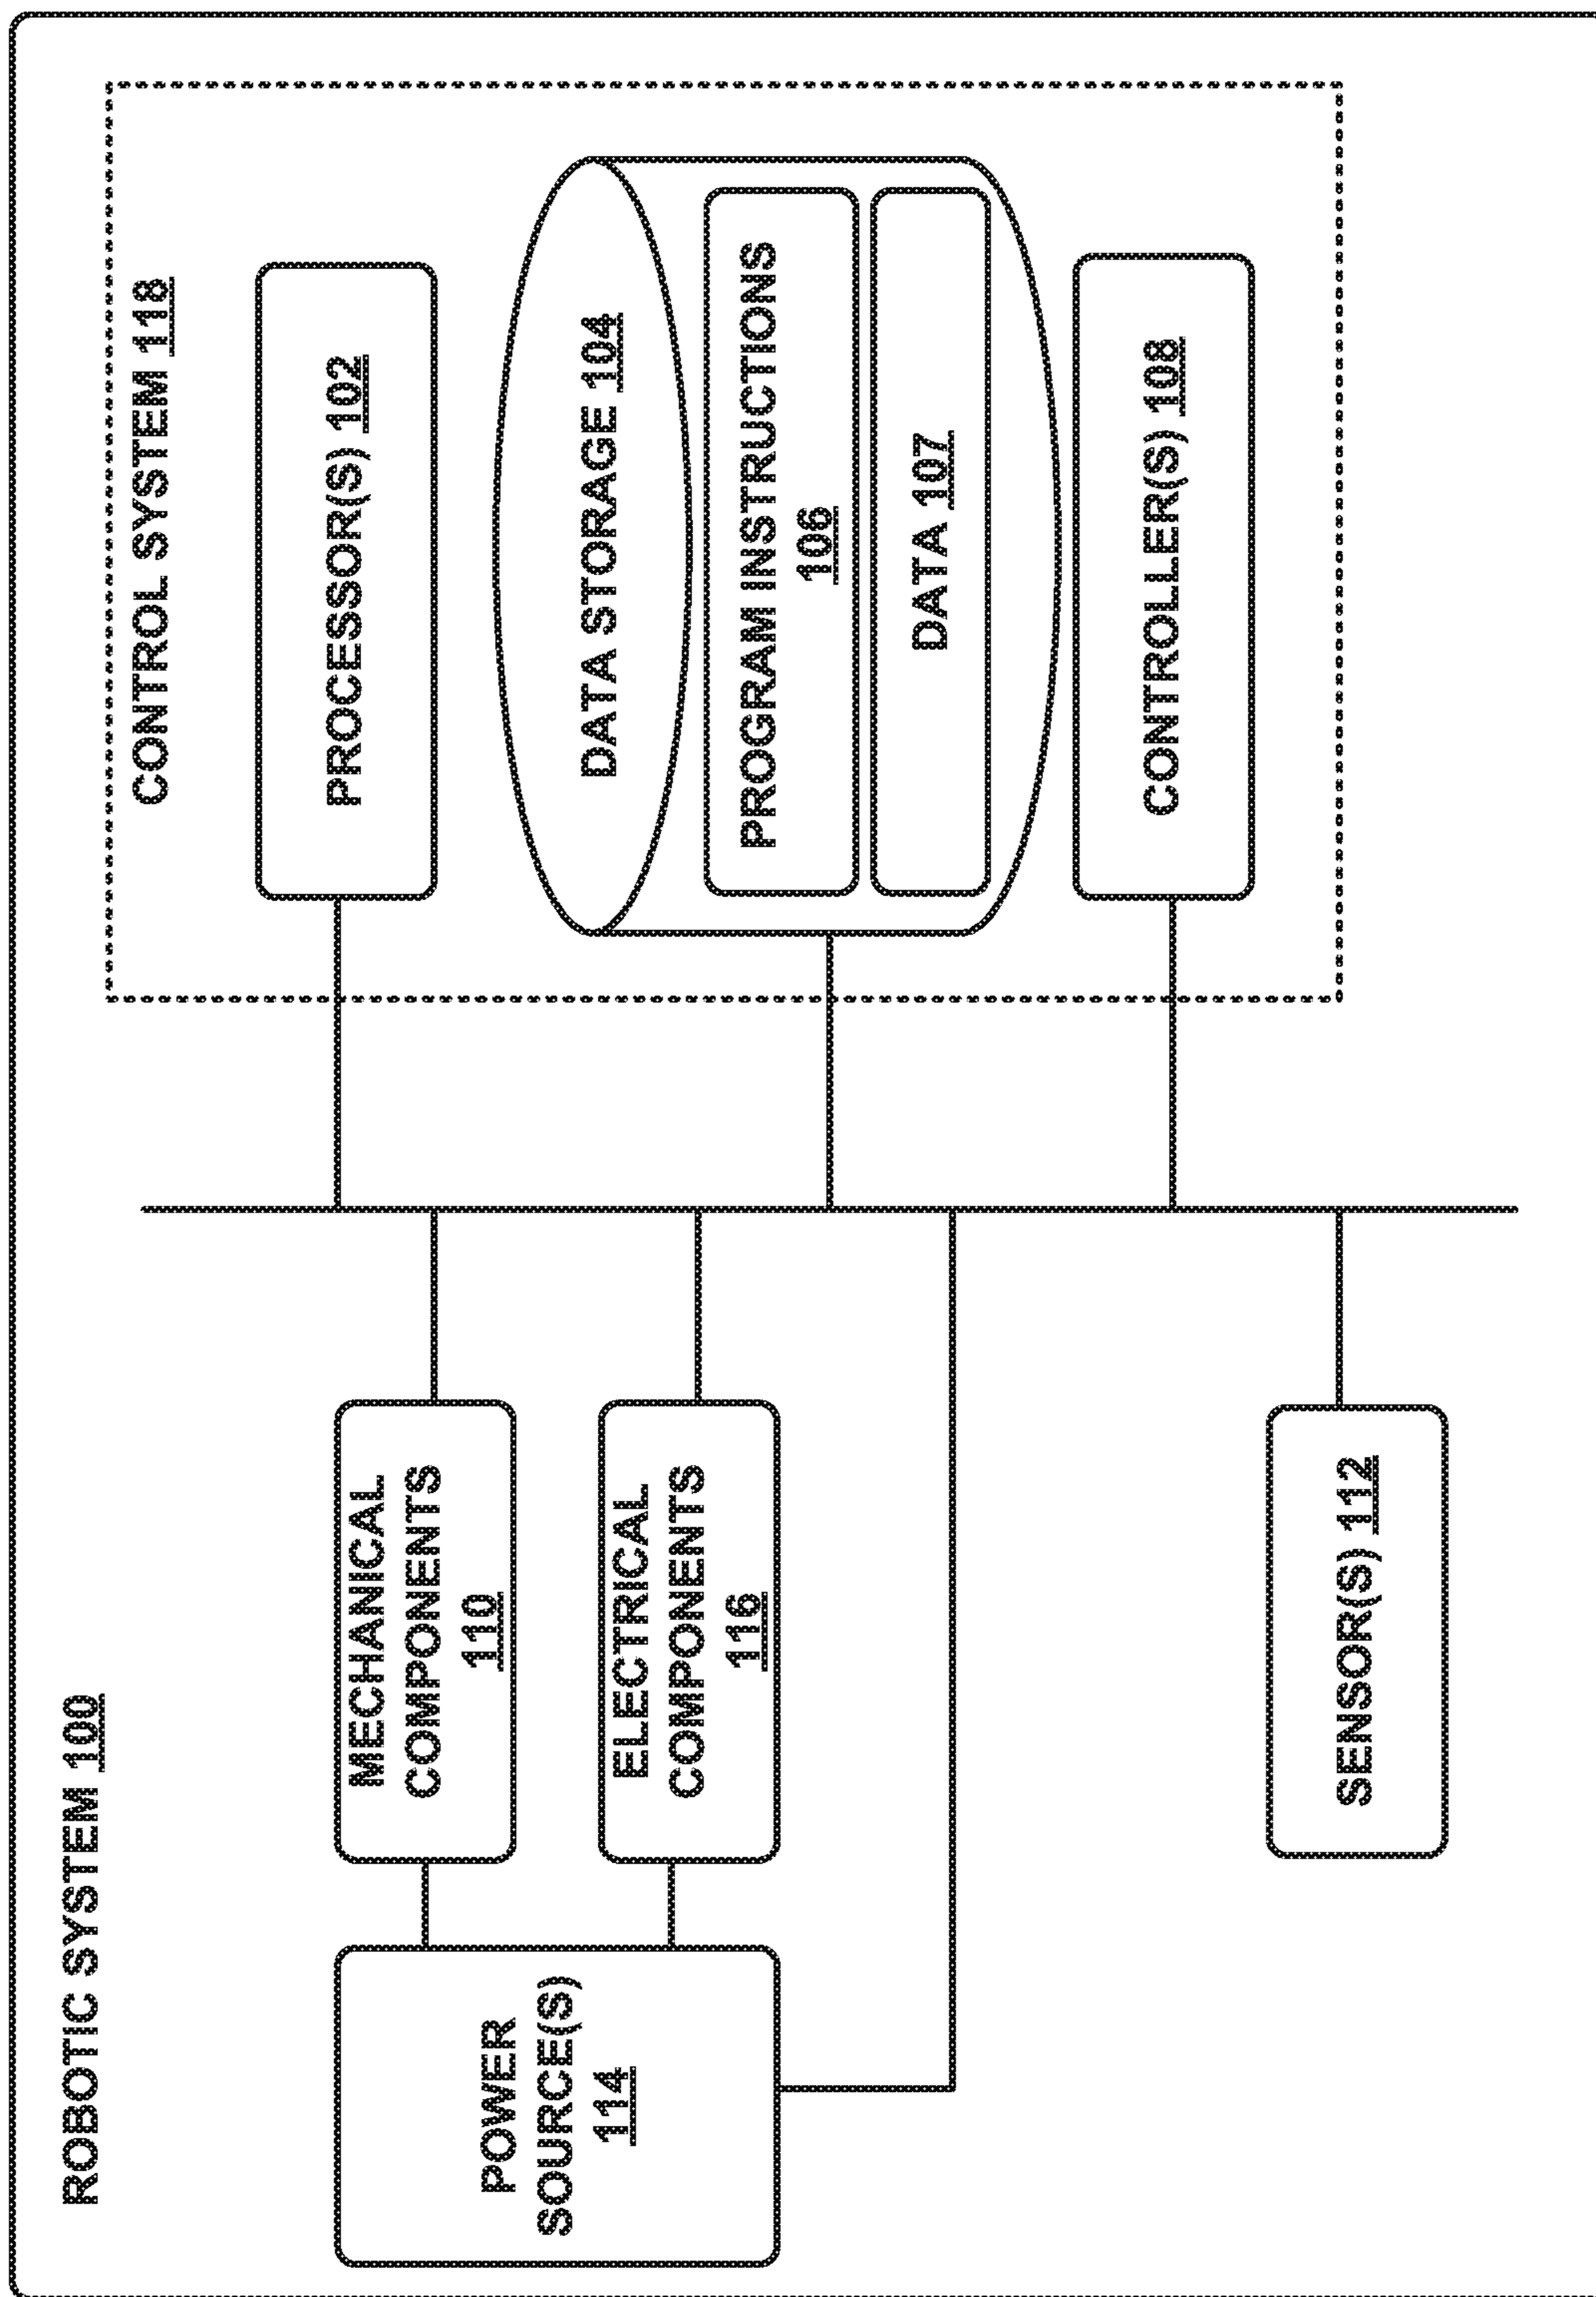 ROBOTIC SYSTEM 100
POWER
SOURCE(S)
114
MECHANICAL
COMPONENTS
110
ELECTRICAL
COMPONENTS
116
SENSOR(S) 112
CONTROL SYSTEM 118
PROCESSOR(S) 102
DATA STORAGE 104
PROGRAM INSTRUCTIONS
106
DATA 107
CONTROLLER(S) 108